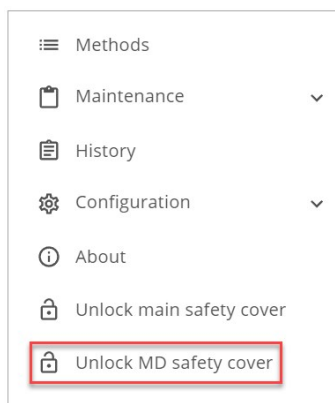 Methods
Maintenance
History
Configuration
About
Unlock main safety cover
Unlock MD safety cover